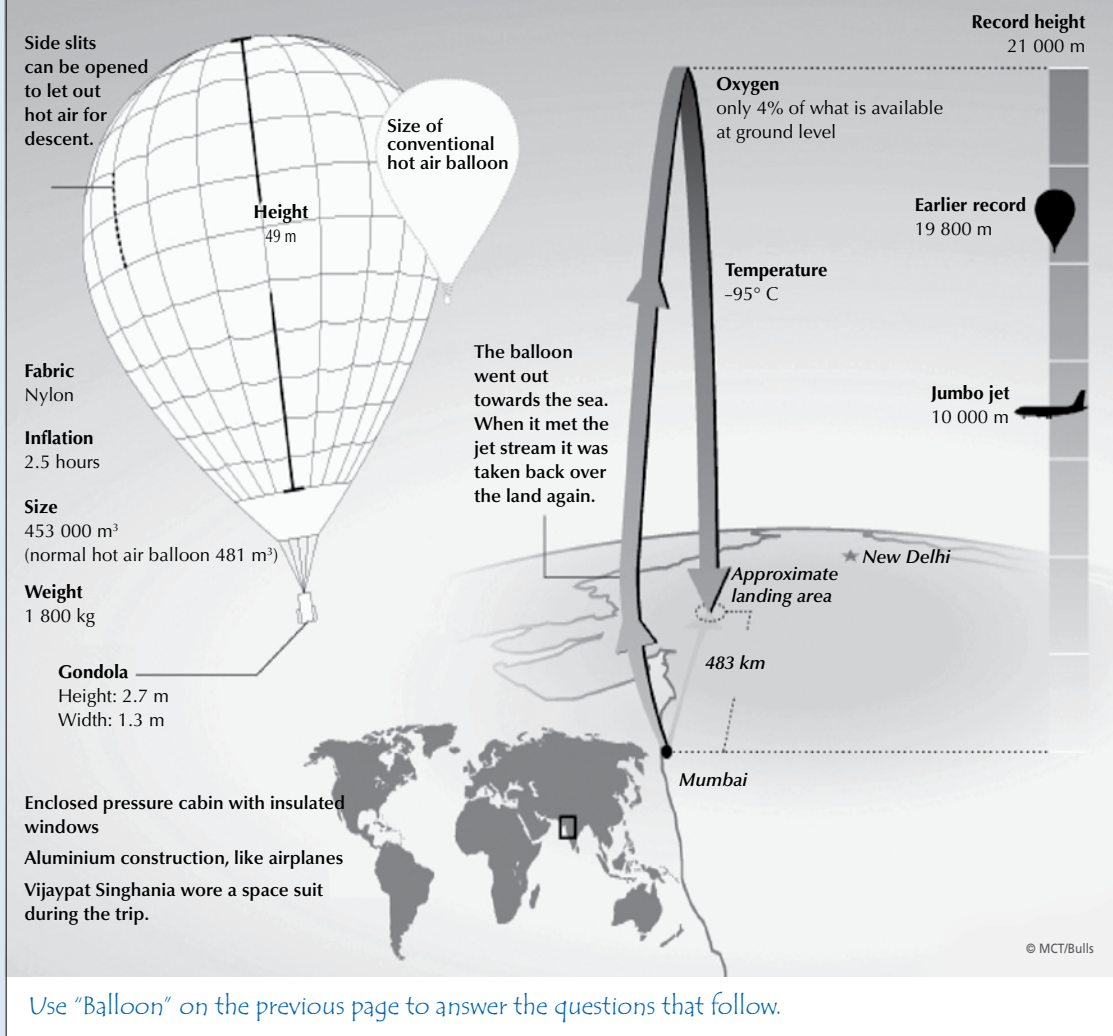 Side slits
can be opened
to let out
hot air for
descent.
Size of
conventional
hot air balloon
Height
49 m
Fabric
Nylon
Inflation
2.5 hours
Size
453 000 m³
(normal hot air balloon 481 m³)
Weight
1 800 kg
Gondola
Height: 2.7 m
Width: 1.3 m
Enclosed pressure cabin with insulated
windows
Aluminium construction, like airplanes
Vijaypat Singhania wore a space suit
during the trip.
Record height
21 000 m
Oxygen
only 4% of what is available
at ground level
Earlier record
19 800 m
Temperature
–95° C
The balloon
went out
towards the sea.
When it met the
jet stream it was
taken back over
the land again.
Jumbo jet
10 000 m
New Delhi
Approximate
landing area
483 km
Mumbai
© MCT/Bulls
Use “Balloon” on the previous page to answer the questions that follow.